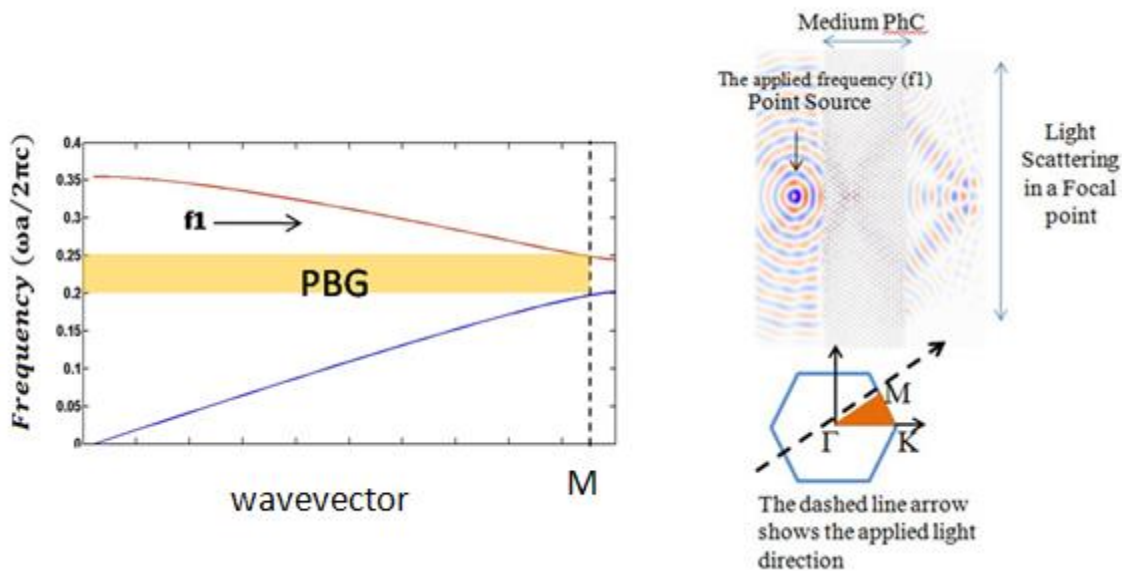 Frequency (ωa/2πc)
0.4
0.35
0.3
0.25
0.2
0.15
0.1
0.05
0
f1
PBG
wavevector
M
Medium PhC
The applied frequency (f1)
Point Source
Light
Scattering
in a Focal
point
M
Γ
K
The dashed line arrow
shows the applied light
direction